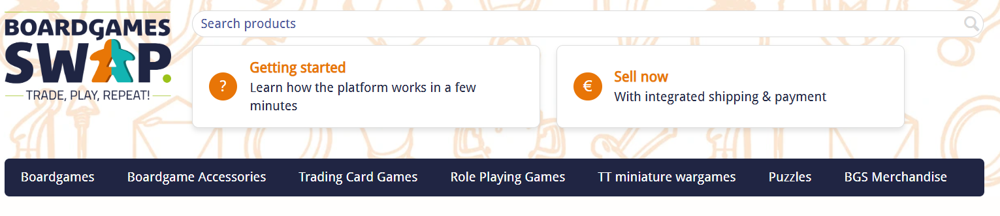 BOARDGAMES
SWAP.
TRADE, PLAY, REPEAT!
Search products
?
Getting started
Learn how the platform works in a few
minutes
€
Sell now
With integrated shipping & payment
Boardgames Boardgame Accessories Trading Card Games Role Playing Games TT miniature wargames Puzzles BGS Merchandise